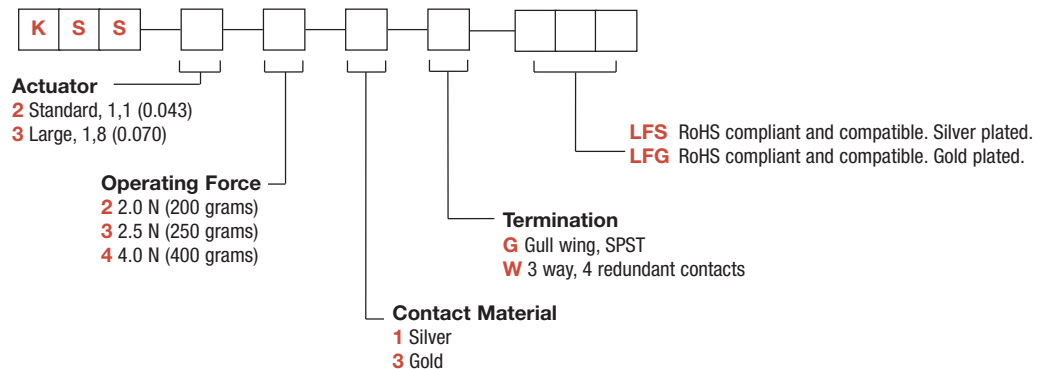 K S S
Actuator
2 Standard, 1,1 (0.043)
3 Large, 1,8 (0.070)
LFS RoHS compliant and compatible. Silver plated.
LFG RoHS compliant and compatible. Gold plated.
Operating Force
2 2.0 N (200 grams)
3 2.5 N (250 grams)
4 4.0 N (400 grams)
Termination
G Gull wing, SPST
W 3 way, 4 redundant contacts
Contact Material
1 Silver
3 Gold